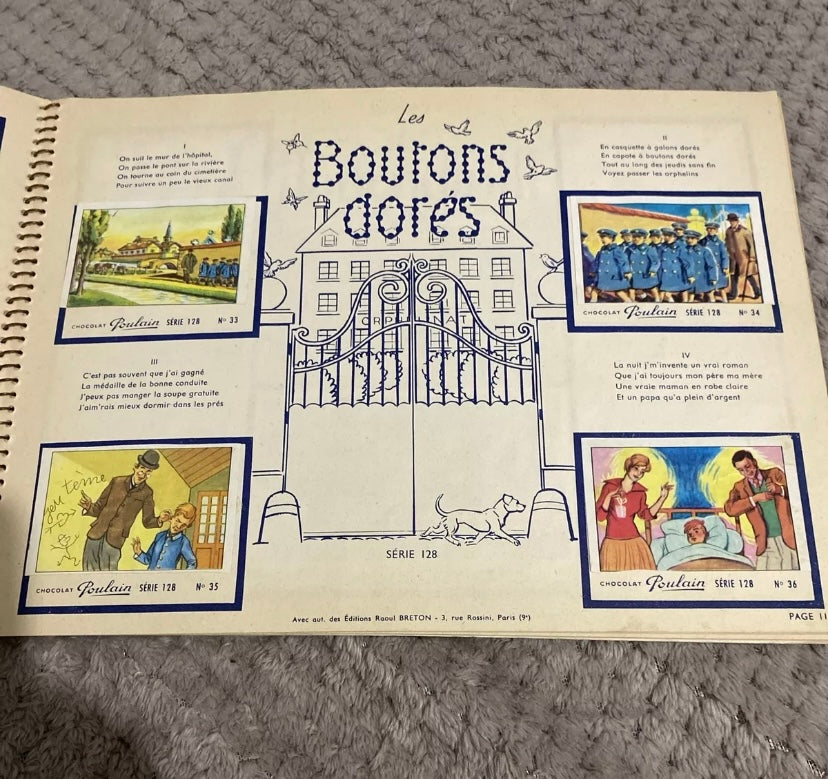 Les
Boutons
dorés
I
On suit le mur de l'hôpital,
On passe le pont sur la rivière
On tourne au coin du cimetière
Pour suivre un peu le vieux canal
CHOCOLAT Poulain SÉRIE 128 Nº 33
II
En casquette à galons dorés
En capote à boutons dorés
Tout au long des jeudis sans fin
Voyez passer les orphelins
CHOCOLAT Poulain SÉRIE 128 Nº 34
ORPHELINAT
III
C'est pas souvent que j'ai gagné
La médaille de la bonne conduite
J'peux pas manger la soupe gratuite
J'aim'rais mieux dormir dans les prés
jeu tème
CHOCOLAT Poulain SÉRIE 128 Nº 35
IV
La nuit j'm'invente un vrai roman
Que j'ai toujours mon père ma mère
Une vraie maman en robe claire
Et un papa qu'a plein d'argent
CHOCOLAT Poulain SÉRIE 128 Nº 36
SÉRIE 128
Avec aut. des Éditions Raoul BRETON - 3, rue Rossini, Paris (9e)
PAGE 11